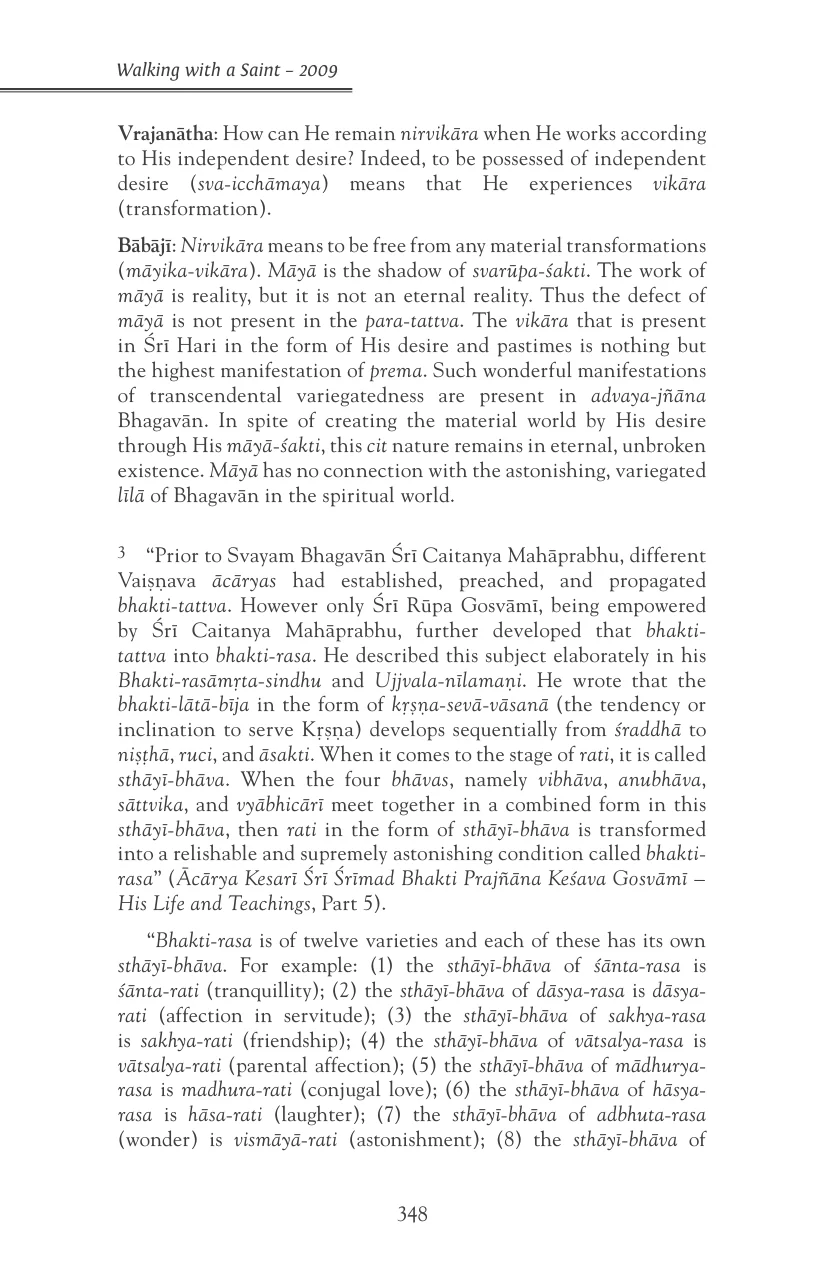 Walking with a Saint – 2009
Vrajanātha: How can He remain nirvikāra when He works according
to His independent desire? Indeed, to be possessed of independent
desire (sva-icchāmaya) means that He experiences vikāra
(transformation).
Bābājī: Nirvikāra means to be free from any material transformations
(māyika-vikāra). Māyā is the shadow of svarūpa-śakti. The work of
māyā is reality, but it is not an eternal reality. Thus the defect of
māyā is not present in the para-tattva. The vikāra that is present
in Śrī Hari in the form of His desire and pastimes is nothing but
the highest manifestation of prema. Such wonderful manifestations
of transcendental variegatedness are present in advaya-jñāna
Bhagavān. In spite of creating the material world by His desire
through His māyā-śakti, this cit nature remains in eternal, unbroken
existence. Māyā has no connection with the astonishing, variegated
līlā of Bhagavān in the spiritual world.
3 “Prior to Svayam Bhagavān Śrī Caitanya Mahāprabhu, different
Vaiṣṇava ācāryas had established, preached, and propagated
bhakti-tattva. However only Śrī Rūpa Gosvāmī, being empowered
by Śrī Caitanya Mahāprabhu, further developed that bhakti-
tattva into bhakti-rasa. He described this subject elaborately in his
Bhakti-rasāmṛta-sindhu and Ujjvala-nīlamaṇi. He wrote that the
bhakti-lātā-bīja in the form of kṛṣṇa-sevā-vāsanā (the tendency or
inclination to serve Kṛṣṇa) develops sequentially from śraddhā to
niṣṭhā, ruci, and āsakti. When it comes to the stage of rati, it is called
sthāyī-bhāva. When the four bhāvas, namely vibhāva, anubhāva,
sāttvika, and vyābhicārī meet together in a combined form in this
sthāyī-bhāva, then rati in the form of sthāyī-bhāva is transformed
into a relishable and supremely astonishing condition called bhakti-
rasa” (Ācārya Kesarī Śrī Śrīmad Bhakti Prajñāna Keśava Gosvāmī –
His Life and Teachings, Part 5).
“Bhakti-rasa is of twelve varieties and each of these has its own
sthāyī-bhāva. For example: (1) the sthāyī-bhāva of śānta-rasa is
śānta-rati (tranquillity); (2) the sthāyī-bhāva of dāsya-rasa is dāsya-
rati (affection in servitude); (3) the sthāyī-bhāva of sakhya-rasa
is sakhya-rati (friendship); (4) the sthāyī-bhāva of vātsalya-rasa is
vātsalya-rati (parental affection); (5) the sthāyī-bhāva of mādhurya-
rasa is madhura-rati (conjugal love); (6) the sthāyī-bhāva of hāsya-
rasa is hāsa-rati (laughter); (7) the sthāyī-bhāva of adbhuta-rasa
(wonder) is vismāyā-rati (astonishment); (8) the sthāyī-bhāva of
348